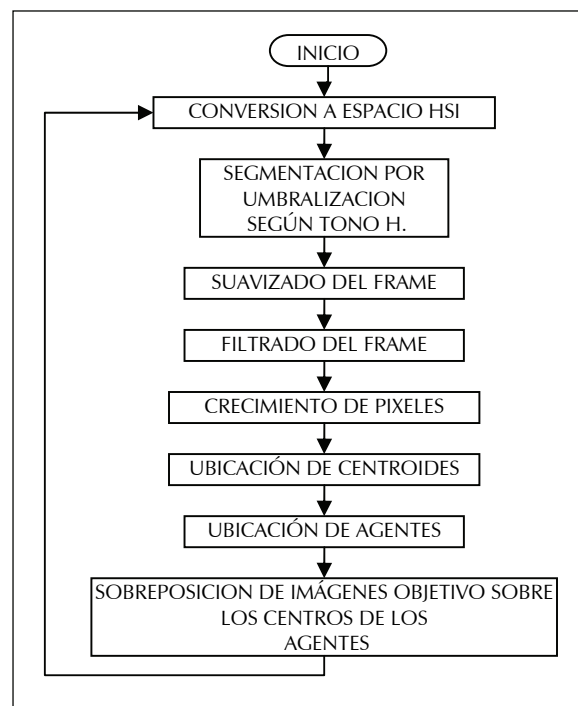 INICIO
CONVERSION A ESPACIO HSI
SEGMENTACION POR
UMBRALIZACION
SEGÚN TONO H.
SUAVIZADO DEL FRAME
FILTRADO DEL FRAME
CRECIMIENTO DE PIXELES
UBICACIÓN DE CENTROIDES
UBICACIÓN DE AGENTES
SOBREPOSICION DE IMÁGENES OBJETIVO SOBRE
LOS CENTROS DE LOS
AGENTES